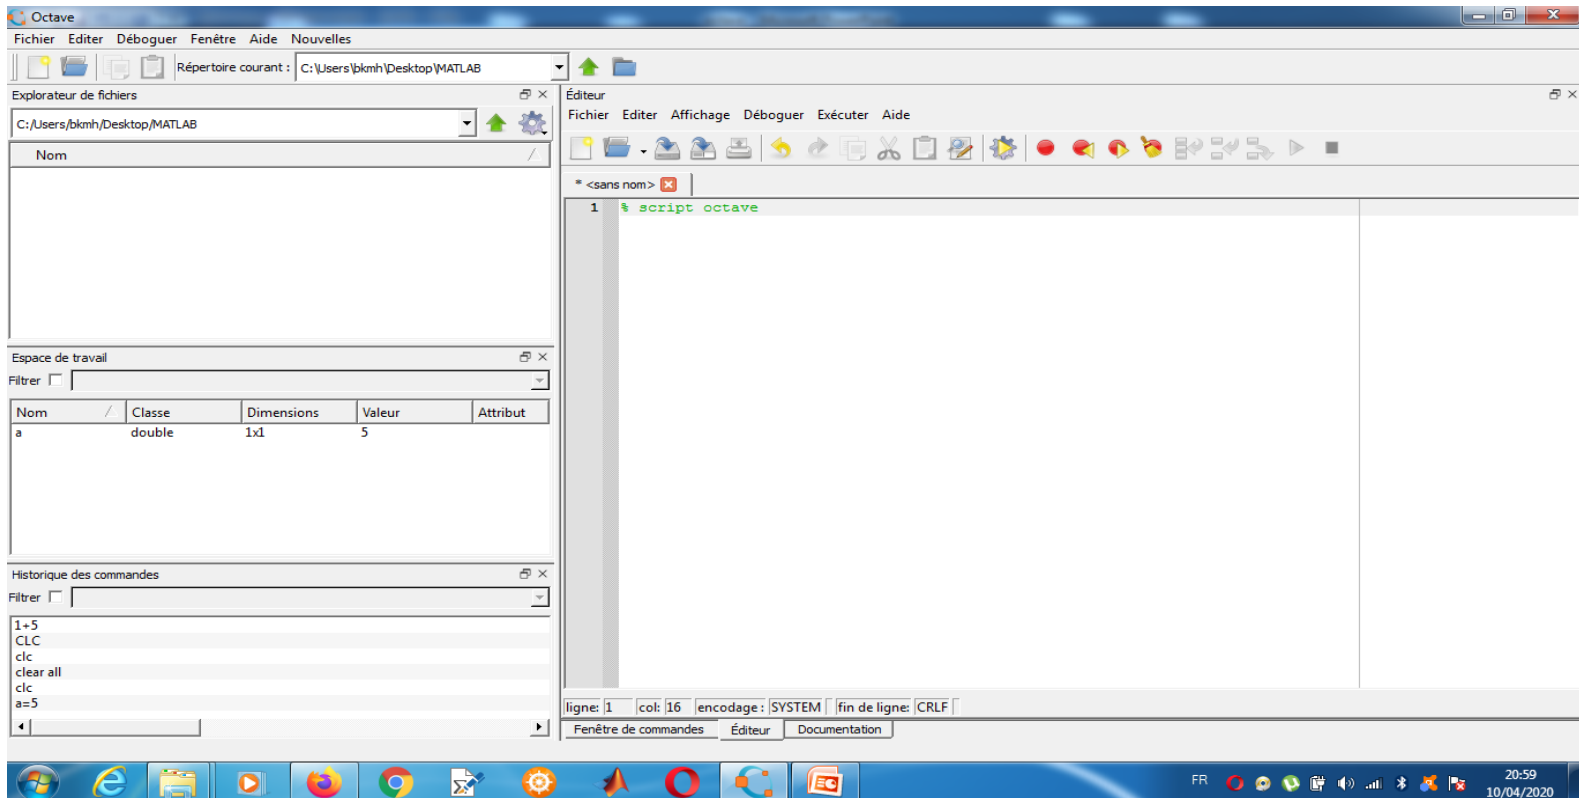 Octave
Fichier Editer Déboguer Fenêtre Aide Nouvelles
Répertoire courant : C:\Users\bkmh\Desktop\MATLAB
Explorateur de fichiers
C:/Users/bkmh/Desktop/MATLAB
Nom
Espace de travail
Filtrer
Nom Classe Dimensions Valeur Attribut
a double 1x1 5
Historique des commandes
Filtrer
1+5
CLC
clc
clear all
clc
a=5
Éditeur
Fichier Editer Affichage Déboguer Exécuter Aide
* <sans nom>
1 % script octave
ligne: 1 col: 16 encodage : SYSTEM fin de ligne: CRLF
Fenêtre de commandes Éditeur Documentation
FR 20:59
10/04/2020